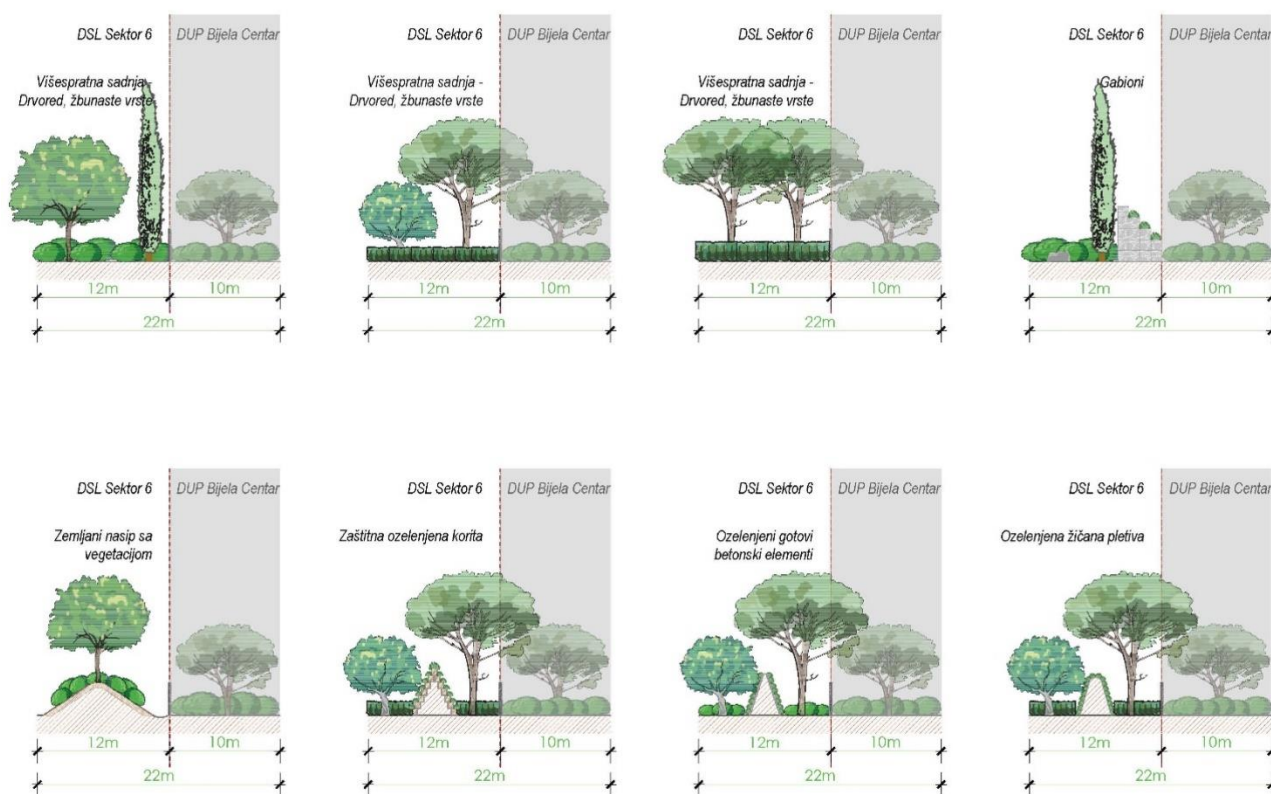 DSL Sektor 6 DUP Bijela Centar
Višespratna sadnja -
Drvored, žbunaste vrste
12m 10m
22m
DSL Sektor 6 DUP Bijela Centar
Višespratna sadnja -
Drvored, žbunaste vrste
12m 10m
22m
DSL Sektor 6 DUP Bijela Centar
Višespratna sadnja -
Drvored, žbunaste vrste
12m 10m
22m
DSL Sektor 6 DUP Bijela Centar
Gabioni
12m 10m
22m
DSL Sektor 6 DUP Bijela Centar
Zemljani nasip sa
vegetacijom
12m 10m
22m
DSL Sektor 6 DUP Bijela Centar
Zaštitna ozelenjena korita
12m 10m
22m
DSL Sektor 6 DUP Bijela Centar
Ozelenjeni gotovi
betonski elementi
12m 10m
22m
DSL Sektor 6 DUP Bijela Centar
Ozelenjena žičana pletiva
12m 10m
22m